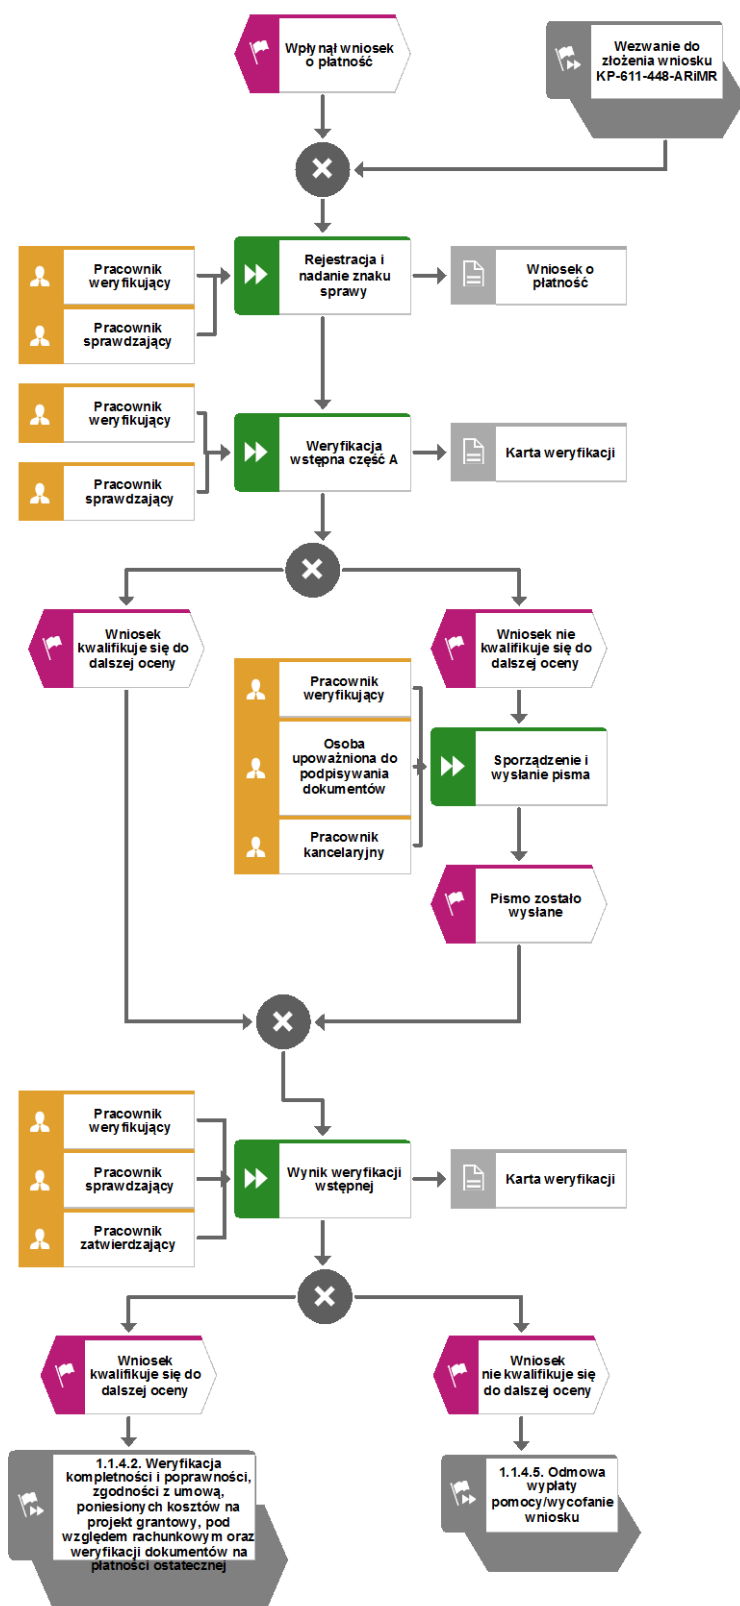 Wpłynął wniosek
o płatność
Wezwanie do
złożenia wniosku
KP-611-448-ARiMR
Pracownik
weryfikujący
Pracownik
sprawdzający
Rejestracja i
nadanie znaku
sprawy
Wniosek o
płatność
Pracownik
weryfikujący
Pracownik
sprawdzający
Weryfikacja
wstępna część A
Karta weryfikacji
Wniosek
kwalifikuje się do
dalszej oceny
Wniosek nie
kwalifikuje się do
dalszej oceny
Pracownik
weryfikujący
Osoba
upoważniona do
podpisywania
dokumentów
Pracownik
kancelaryjny
Sporządzenie i
wysłanie pisma
Pismo zostało
wysłane
Pracownik
weryfikujący
Pracownik
sprawdzający
Pracownik
zatwierdzający
Wynik weryfikacji
wstępnej
Karta weryfikacji
Wniosek
kwalifikuje się do
dalszej oceny
Wniosek
nie kwalifikuje się
do dalszej oceny
1.1.4.2. Weryfikacja
kompletności i poprawności,
zgodności z umową,
poniesionych kosztów na
projekt grantowy, pod
względem rachunkowym oraz
weryfikacji dokumentów na
płatności ostatecznej
1.1.4.5. Odmowa
wypłaty
pomocy/wycofanie
wniosku